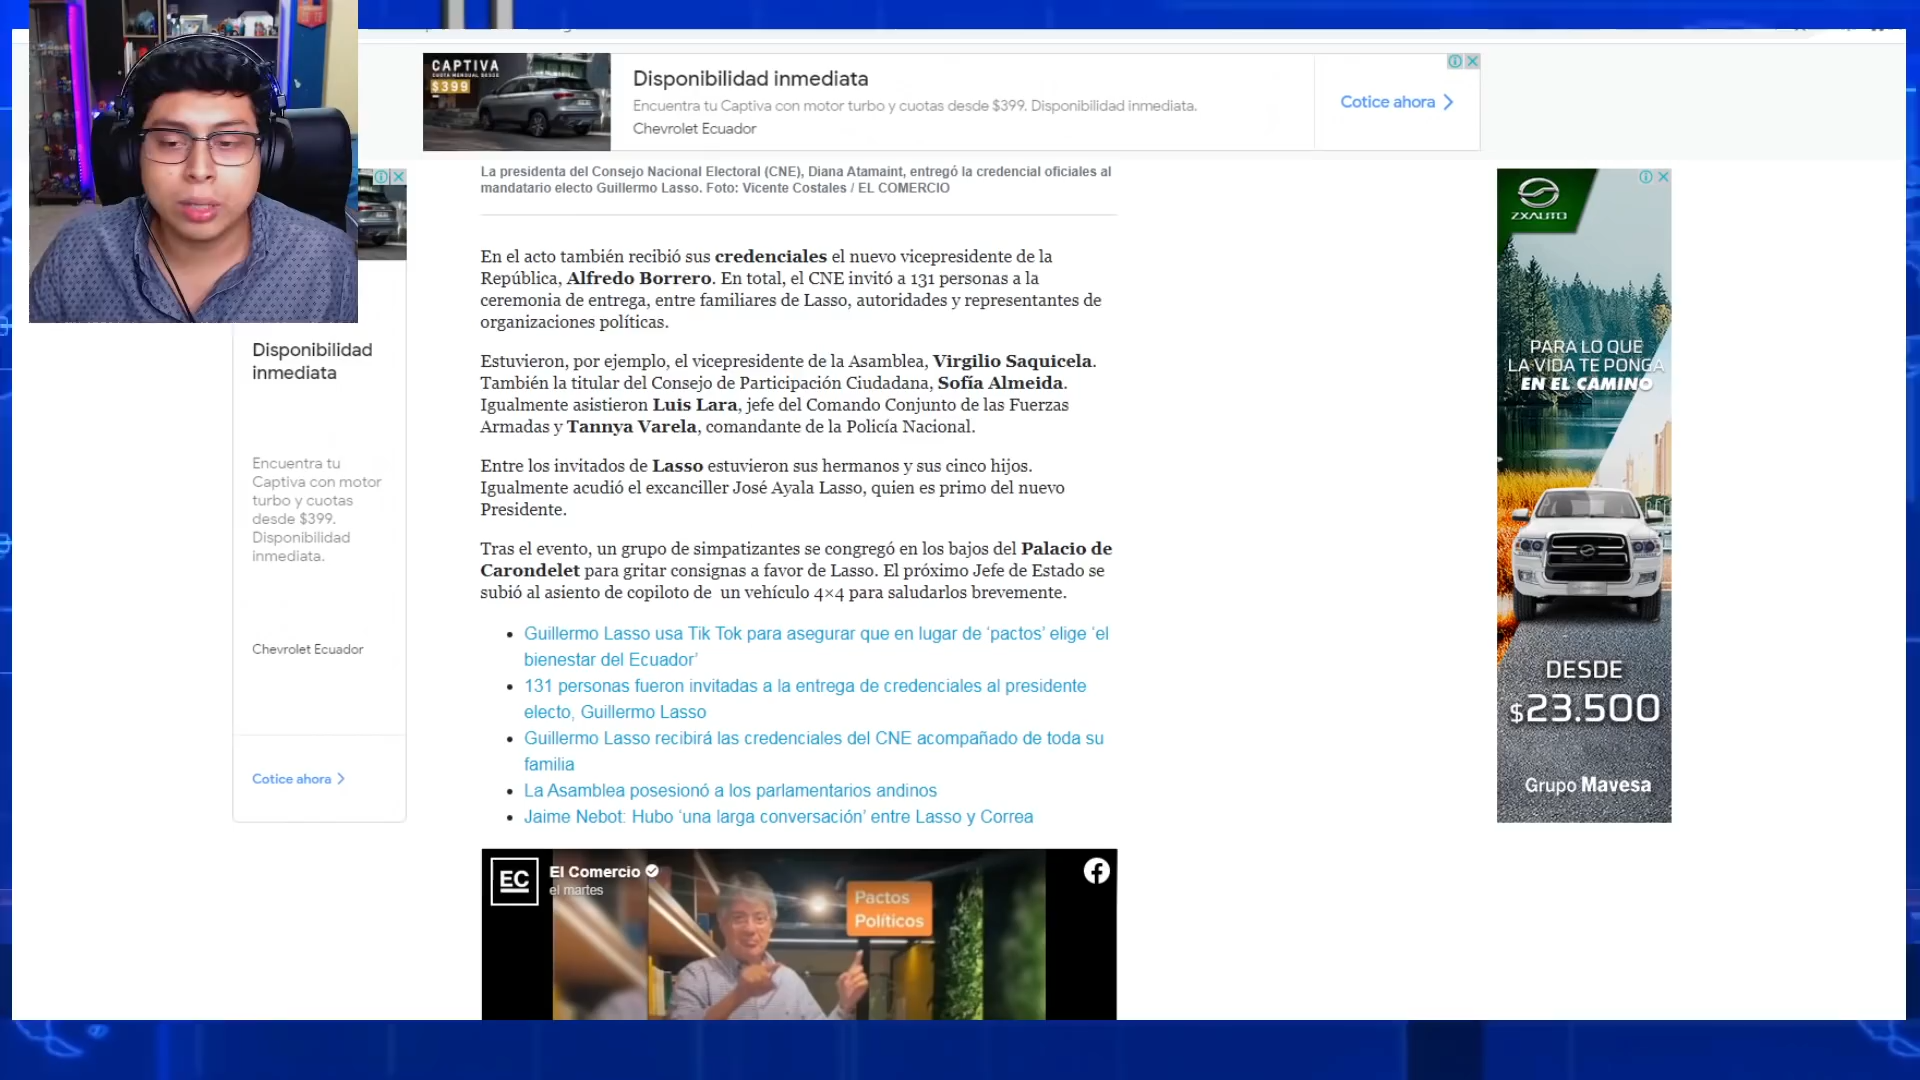 CAPTIVA
CUOTA MENSUAL DESDE
$399
Disponibilidad inmediata
Encuentra tu Captiva con motor turbo y cuotas desde $399. Disponibilidad inmediata.
Chevrolet Ecuador
Cotice ahora
La presidenta del Consejo Nacional Electoral (CNE), Diana Atamaint, entregó la credencial oficiales al
mandatario electo Guillermo Lasso. Foto: Vicente Costales / EL COMERCIO
En el acto también recibió sus credenciales el nuevo vicepresidente de la
República, Alfredo Borrero. En total, el CNE invitó a 131 personas a la
ceremonia de entrega, entre familiares de Lasso, autoridades y representantes de
organizaciones políticas.
Estuvieron, por ejemplo, el vicepresidente de la Asamblea, Virgilio Saquicela.
También la titular del Consejo de Participación Ciudadana, Sofía Almeida.
Igualmente asistieron Luis Lara, jefe del Comando Conjunto de las Fuerzas
Armadas y Tannya Varela, comandante de la Policía Nacional.
Entre los invitados de Lasso estuvieron sus hermanos y sus cinco hijos.
Igualmente acudió el excanciller José Ayala Lasso, quien es primo del nuevo
Presidente.
Tras el evento, un grupo de simpatizantes se congregó en los bajos del Palacio de
Carondelet para gritar consignas a favor de Lasso. El próximo Jefe de Estado se
subió al asiento de copiloto de un vehículo 4×4 para saludarlos brevemente.
• Guillermo Lasso usa Tik Tok para asegurar que en lugar de ‘pactos’ elige ‘el
bienestar del Ecuador’
• 131 personas fueron invitadas a la entrega de credenciales al presidente
electo, Guillermo Lasso
• Guillermo Lasso recibirá las credenciales del CNE acompañado de toda su
familia
• La Asamblea posesionó a los parlamentarios andinos
• Jaime Nebot: Hubo ‘una larga conversación’ entre Lasso y Correa
EC
El Comercio
el martes
Pactos
Políticos
Disponibilidad
inmediata
Encuentra tu
Captiva con motor
turbo y cuotas
desde $399.
Disponibilidad
inmediata.
Chevrolet Ecuador
Cotice ahora
ZXAUTO
PARA LO QUE
LA VIDA TE PONGA
EN EL CAMINO
DESDE
$23.500
Grupo Mavesa